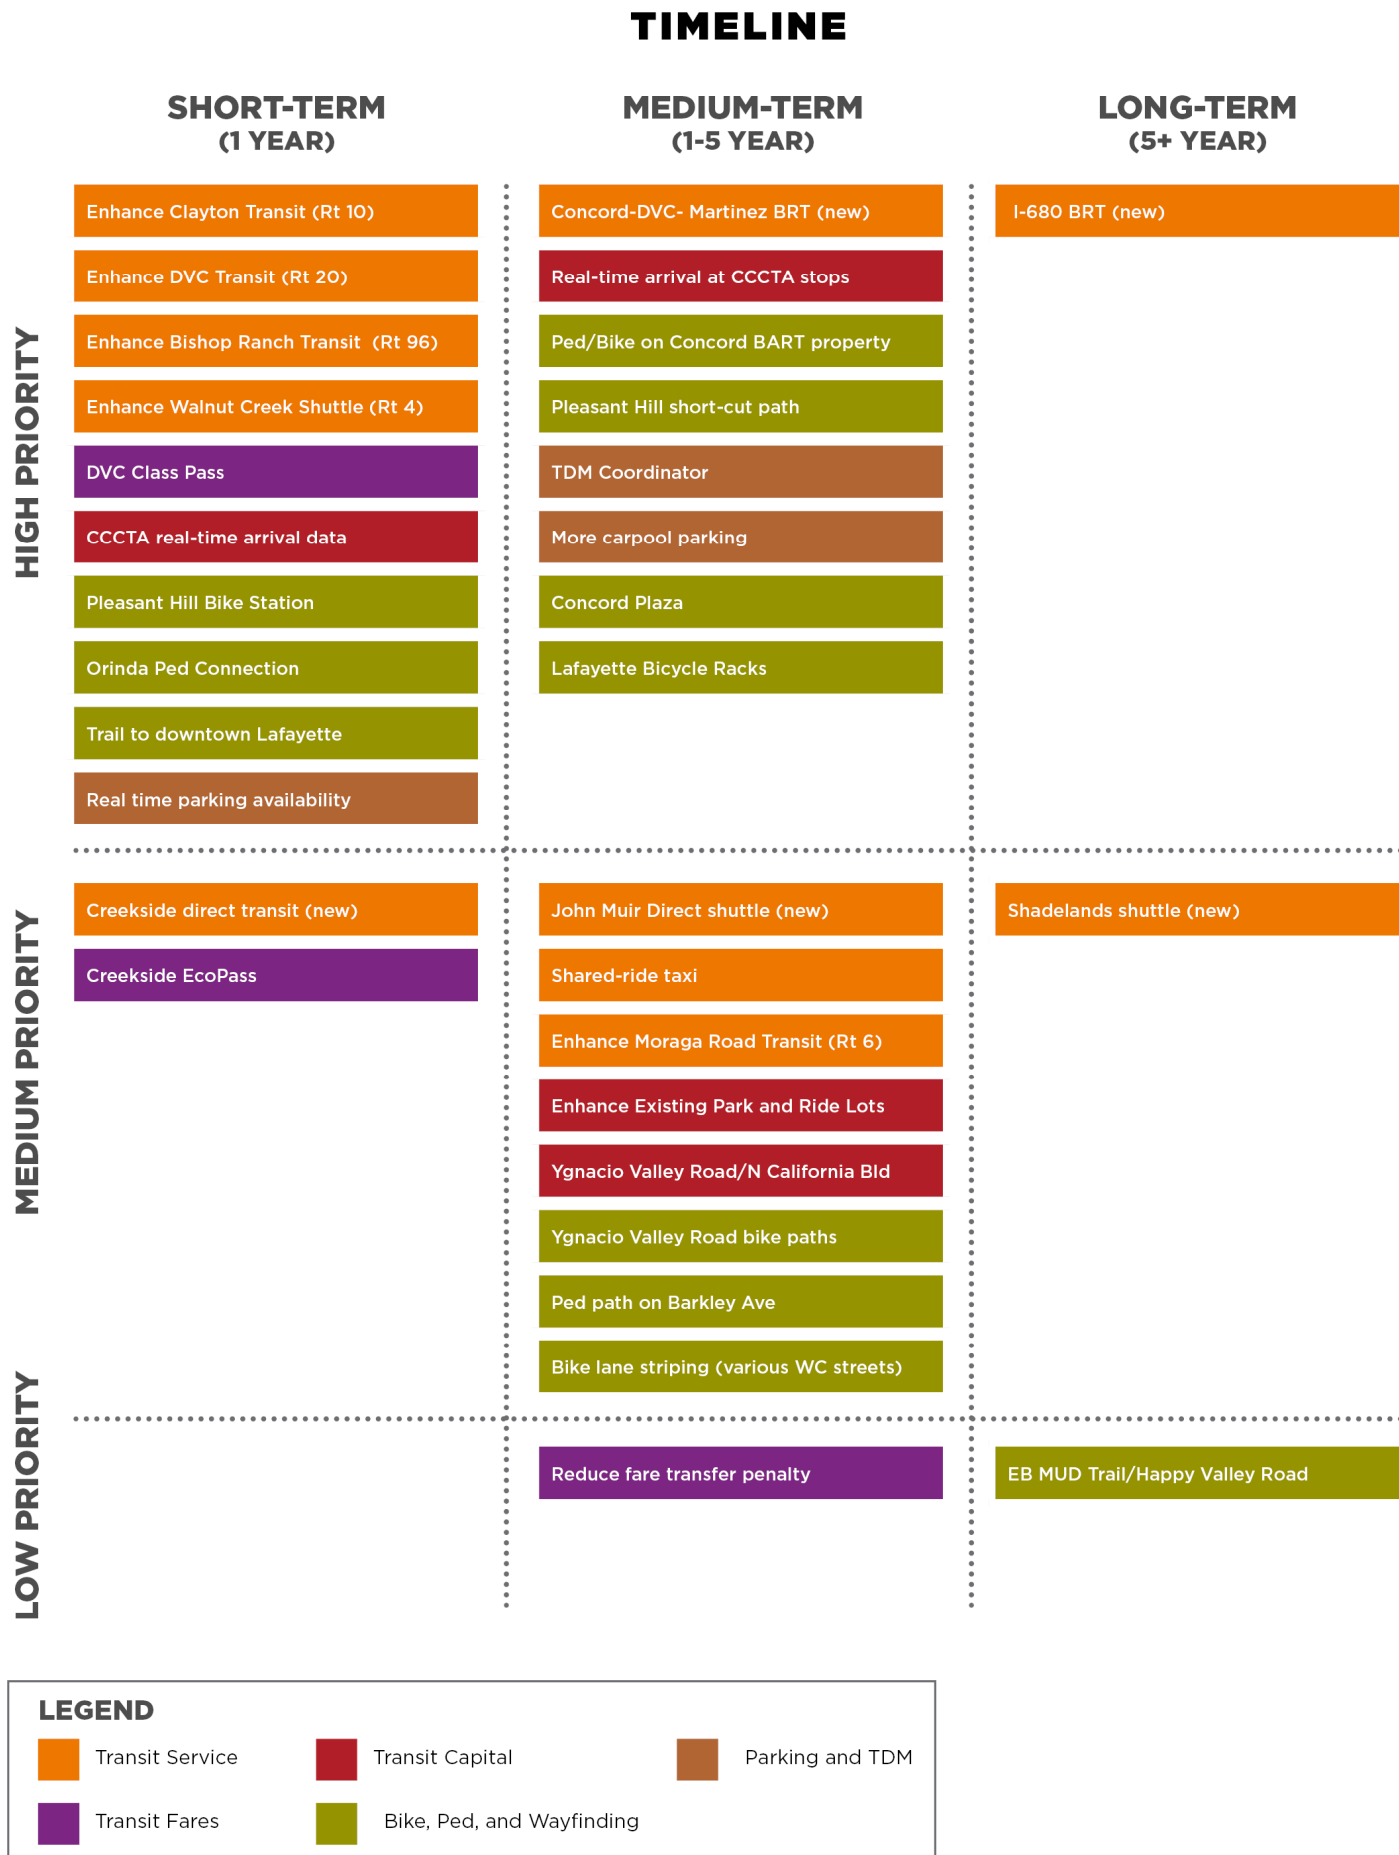 TIMELINE
SHORT-TERM
(1 YEAR)
MEDIUM-TERM
(1-5 YEAR)
LONG-TERM
(5+ YEAR)
HIGH PRIORITY
Enhance Clayton Transit (Rt 10)
Enhance DVC Transit (Rt 20)
Enhance Bishop Ranch Transit  (Rt 96)
Enhance Walnut Creek Shuttle (Rt 4)
DVC Class Pass
CCCTA real-time arrival data
Pleasant Hill Bike Station
Orinda Ped Connection
Trail to downtown Lafayette
Real time parking availability
Concord-DVC- Martinez BRT (new)
Real-time arrival at CCCTA stops
Ped/Bike on Concord BART property
Pleasant Hill short-cut path
TDM Coordinator
More carpool parking
Concord Plaza
Lafayette Bicycle Racks
I-680 BRT (new)
MEDIUM PRIORITY
Creekside direct transit (new)
Creekside EcoPass
John Muir Direct shuttle (new)
Shared-ride taxi
Enhance Moraga Road Transit (Rt 6)
Enhance Existing Park and Ride Lots
Ygnacio Valley Road/N California Bld
Ygnacio Valley Road bike paths
Ped path on Barkley Ave
Bike lane striping (various WC streets)
Shadelands shuttle (new)
LOW PRIORITY
Reduce fare transfer penalty
EB MUD Trail/Happy Valley Road
LEGEND
Transit Service
Transit Capital
Parking and TDM
Transit Fares
Bike, Ped, and Wayfinding